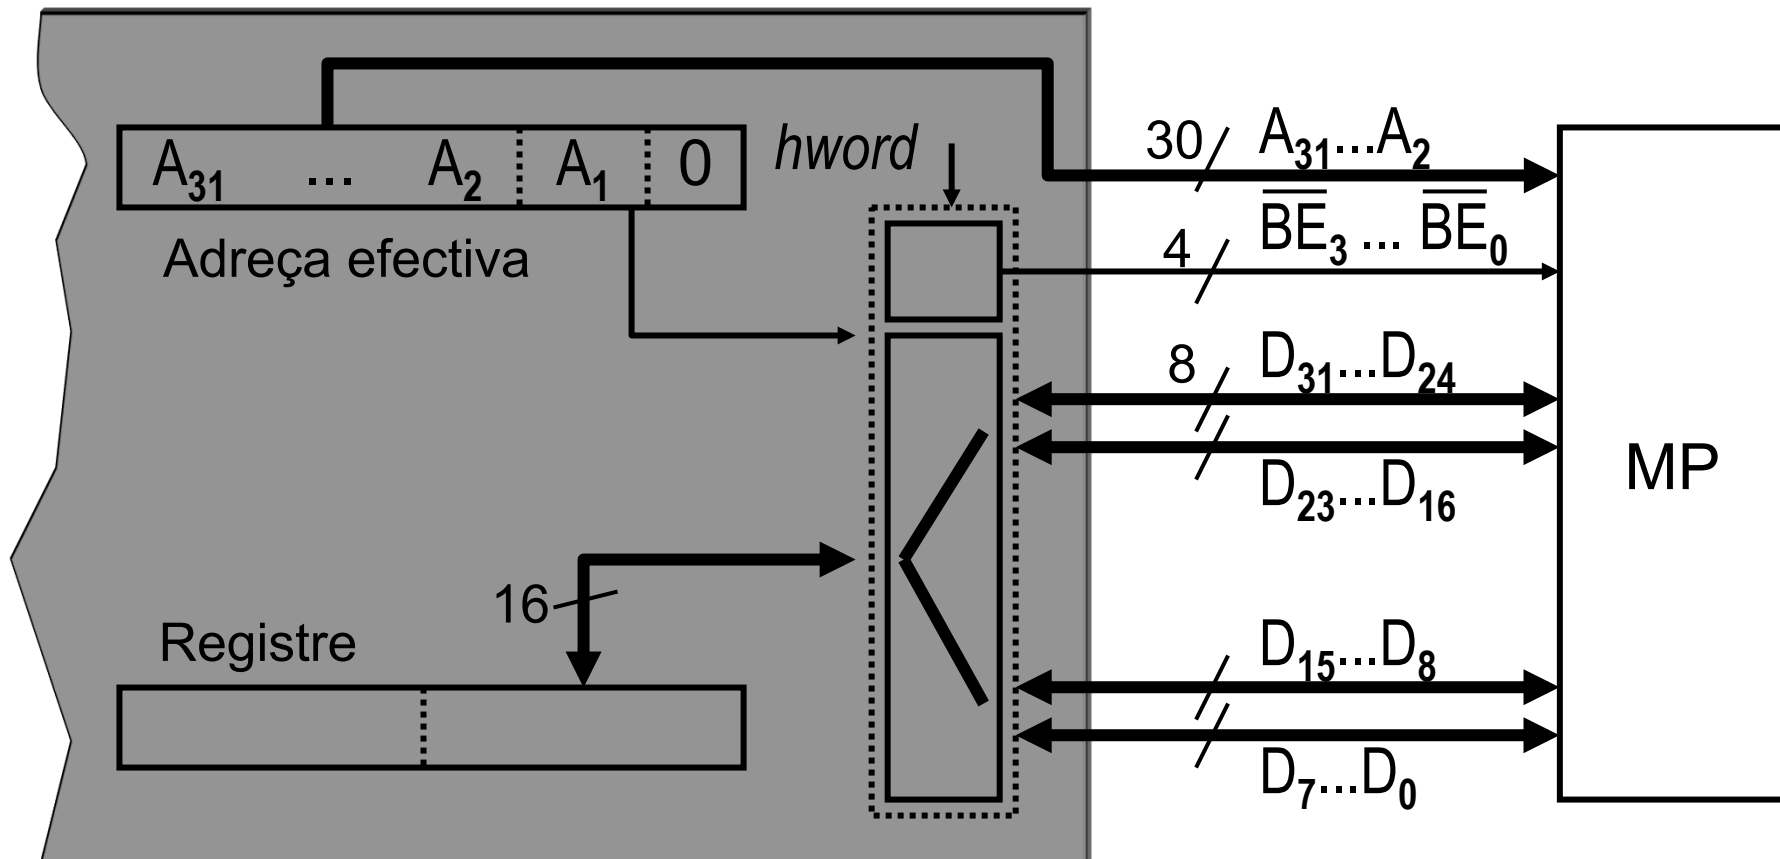 A31 ... A2 A1 0
Adreça efectiva
hword
30 A31...A2
BE3 ... BE0
4
8 D31...D24
D23...D16
MP
16
Registre
D15...D8
D7...D0